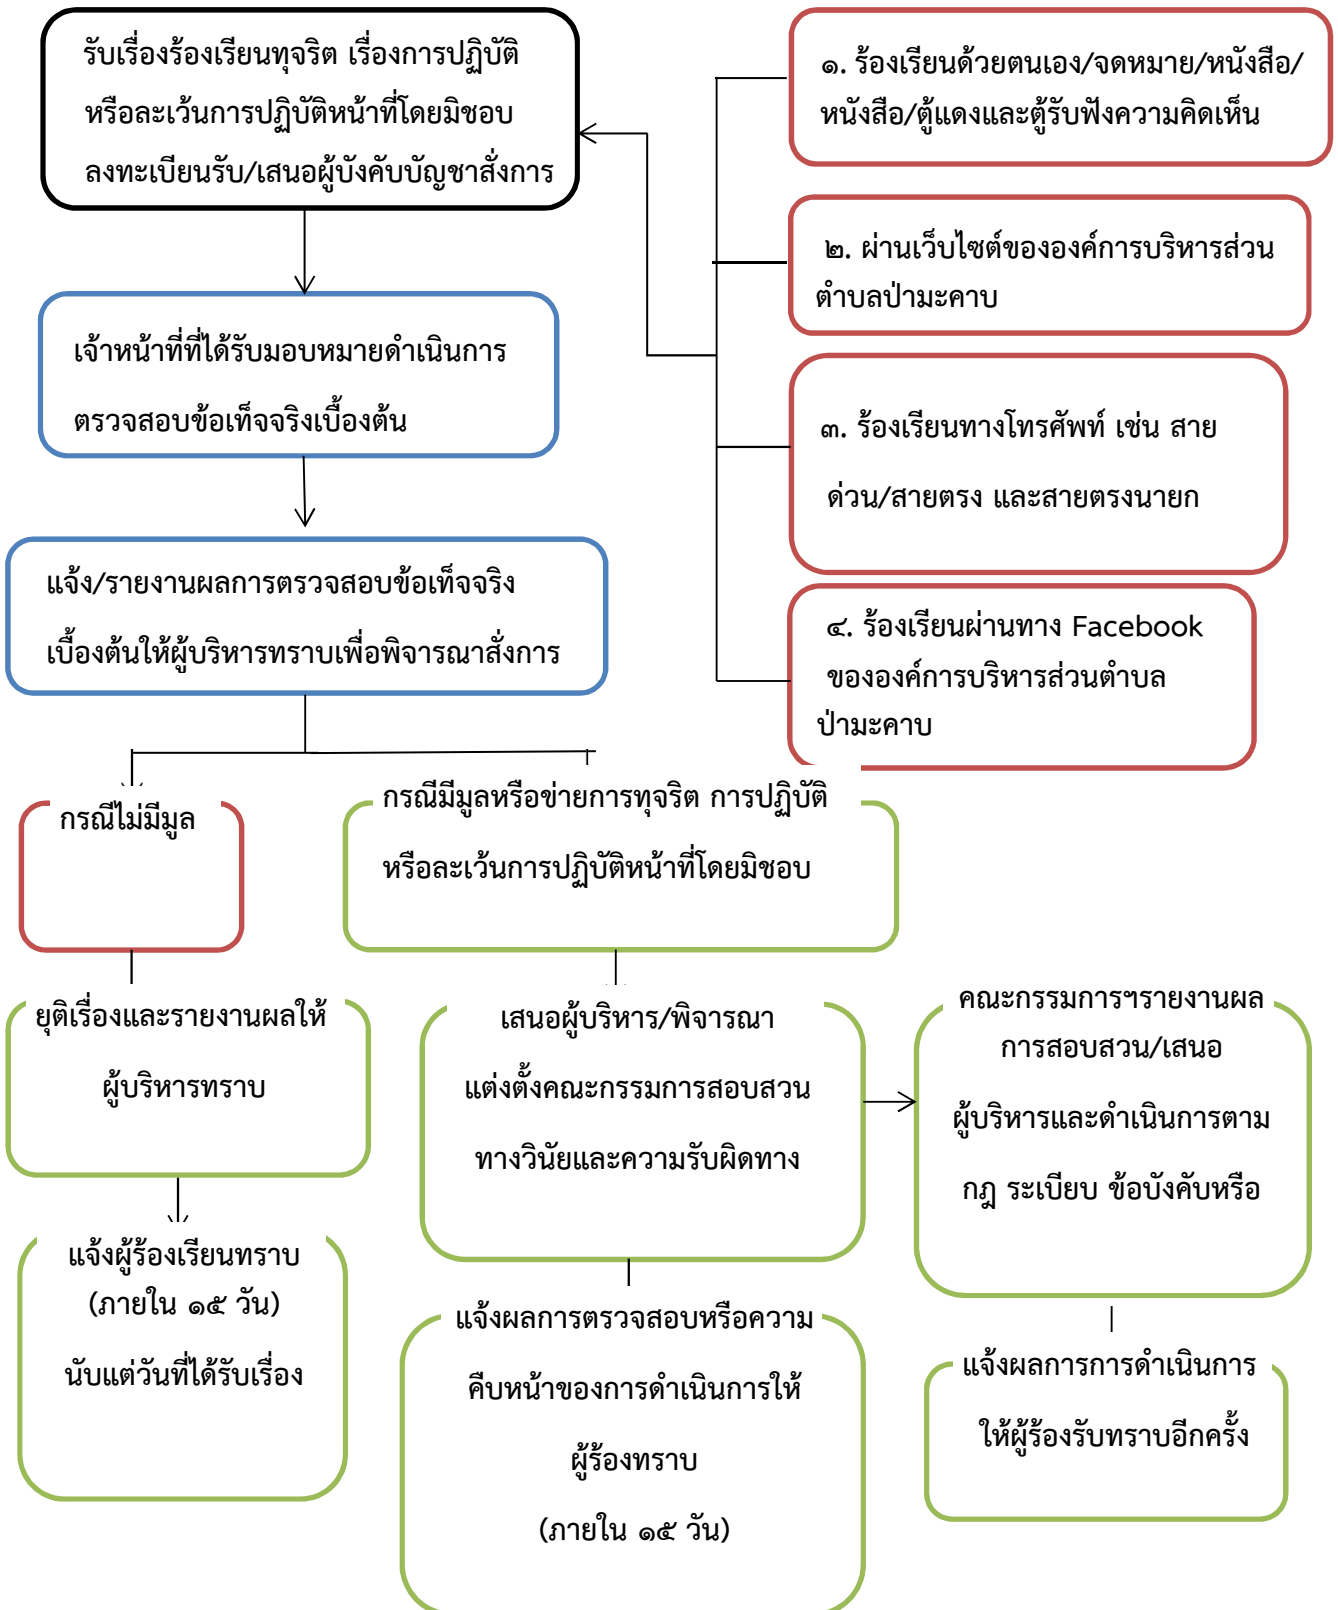 รับเรื่องร้องเรียนทุจริต เรื่องการปฏิบัติ
หรือละเว้นการปฏิบัติหน้าที่โดยมิชอบ
ลงทะเบียนรับ/เสนอผู้บังคับบัญชาสั่งการ
๑. ร้องเรียนด้วยตนเอง/จดหมาย/หนังสือ/
หนังสือ/ตู้แดงและตู้รับฟังความคิดเห็น
๒. ผ่านเว็บไซต์ขององค์การบริหารส่วน
ตำบลป่ามะคาบ
๓. ร้องเรียนทางโทรศัพท์ เช่น สาย
ด่วน/สายตรง และสายตรงนายก
๔. ร้องเรียนผ่านทาง Facebook
ขององค์การบริหารส่วนตำบล
ป่ามะคาบ
เจ้าหน้าที่ที่ได้รับมอบหมายดำเนินการ
ตรวจสอบข้อเท็จจริงเบื้องต้น
แจ้ง/รายงานผลการตรวจสอบข้อเท็จจริง
เบื้องต้นให้ผู้บริหารทราบเพื่อพิจารณาสั่งการ
กรณีไม่มีมูล
กรณีมีมูลหรือข่ายการทุจริต การปฏิบัติ
หรือละเว้นการปฏิบัติหน้าที่โดยมิชอบ
ยุติเรื่องและรายงานผลให้
ผู้บริหารทราบ
เสนอผู้บริหาร/พิจารณา
แต่งตั้งคณะกรรมการสอบสวน
ทางวินัยและความรับผิดทาง
คณะกรรมการฯรายงานผล
การสอบสวน/เสนอ
ผู้บริหารและดำเนินการตาม
กฎ ระเบียบ ข้อบังคับหรือ
แจ้งผู้ร้องเรียนทราบ
(ภายใน ๑๕ วัน)
นับแต่วันที่ได้รับเรื่อง
แจ้งผลการตรวจสอบหรือความ
คืบหน้าของการดำเนินการให้
ผู้ร้องทราบ
(ภายใน ๑๕ วัน)
แจ้งผลการการดำเนินการ
ให้ผู้ร้องรับทราบอีกครั้ง